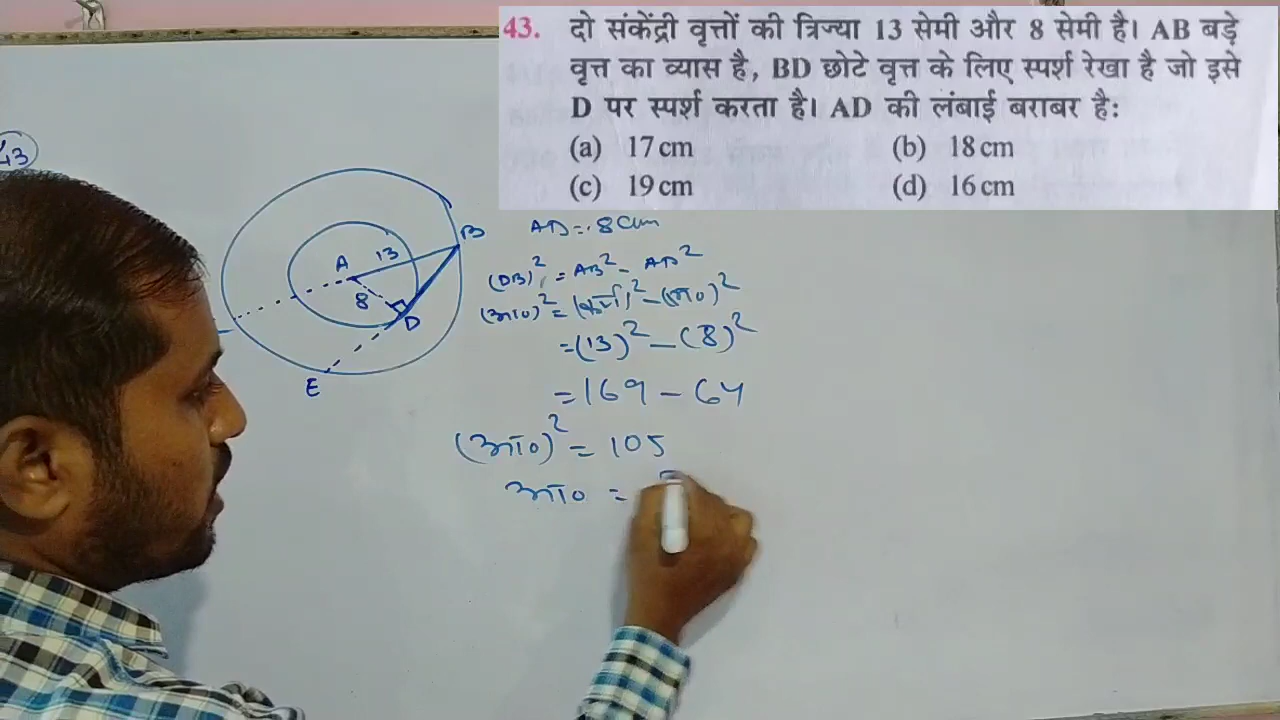 43. दो संकेंद्री वृत्तों की त्रिज्या 13 सेमी और 8 सेमी है। AB बड़े
वृत्त का व्यास है, BD छोटे वृत्त के लिए स्पर्श रेखा है जो इसे
D पर स्पर्श करता है। AD की लंबाई बराबर है:
(a) 17 cm (b) 18 cm
(c) 19 cm (d) 16 cm
43
A 13 B
8 D
E
AD = 8 cm
(DB)² = AB² - AD²
(आ०)² = (कर्ण)² - (ल०)²
= (13)² - (8)²
= 169 - 64
(आ०)² = 105
आ० =